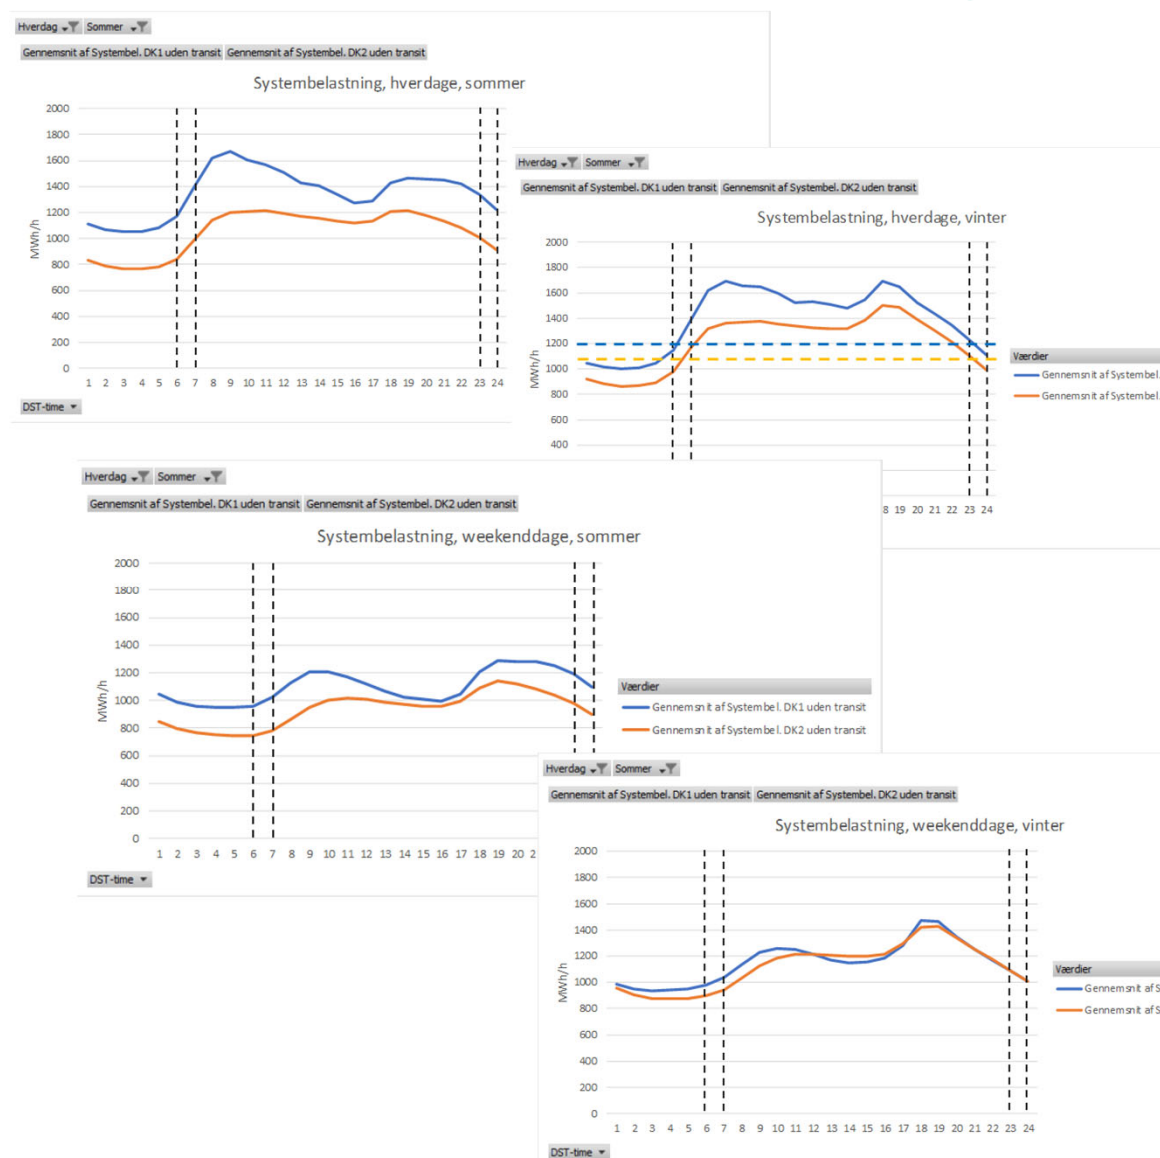 Hverdag Sommer
Gennemsnit af Systembel. DK1 uden transit Gennemsnit af Systembel. DK2 uden transit
Systembelastning, hverdage, sommer
MWh/h
2000
1800
1600
1400
1200
1000
800
600
400
200
0
1 2 3 4 5 6 7 8 9 10 11 12 13 14 15 16 17 18 19 20 21 22 23 24
DST-time
Hverdag Sommer
Gennemsnit af Systembel. DK1 uden transit Gennemsnit af Systembel. DK2 uden transit
Systembelastning, hverdage, vinter
MWh/h
2000
1800
1600
1400
1200
1000
800
600
400
8 19 20 21 22 23 24
Værdier
Gennemsnit af Systembel.
Gennemsnit af Systembel.
Hverdag Sommer
Gennemsnit af Systembel. DK1 uden transit Gennemsnit af Systembel. DK2 uden transit
Systembelastning, weekenddage, sommer
MWh/h
2000
1800
1600
1400
1200
1000
800
600
400
200
0
1 2 3 4 5 6 7 8 9 10 11 12 13 14 15 16 17 18 19 20 2
Værdier
Gennemsnit af Systembel. DK1 uden transit
Gennemsnit af Systembel. DK2 uden transit
DST-time
Hverdag Sommer
Gennemsnit af Systembel. DK1 uden transit Gennemsnit af Systembel. DK2 uden transit
Systembelastning, weekenddage, vinter
MWh/h
2000
1800
1600
1400
1200
1000
800
600
400
200
0
1 2 3 4 5 6 7 8 9 10 11 12 13 14 15 16 17 18 19 20 21 22 23 24
Værdier
Gennemsnit af S
Gennemsnit af S
DST-time